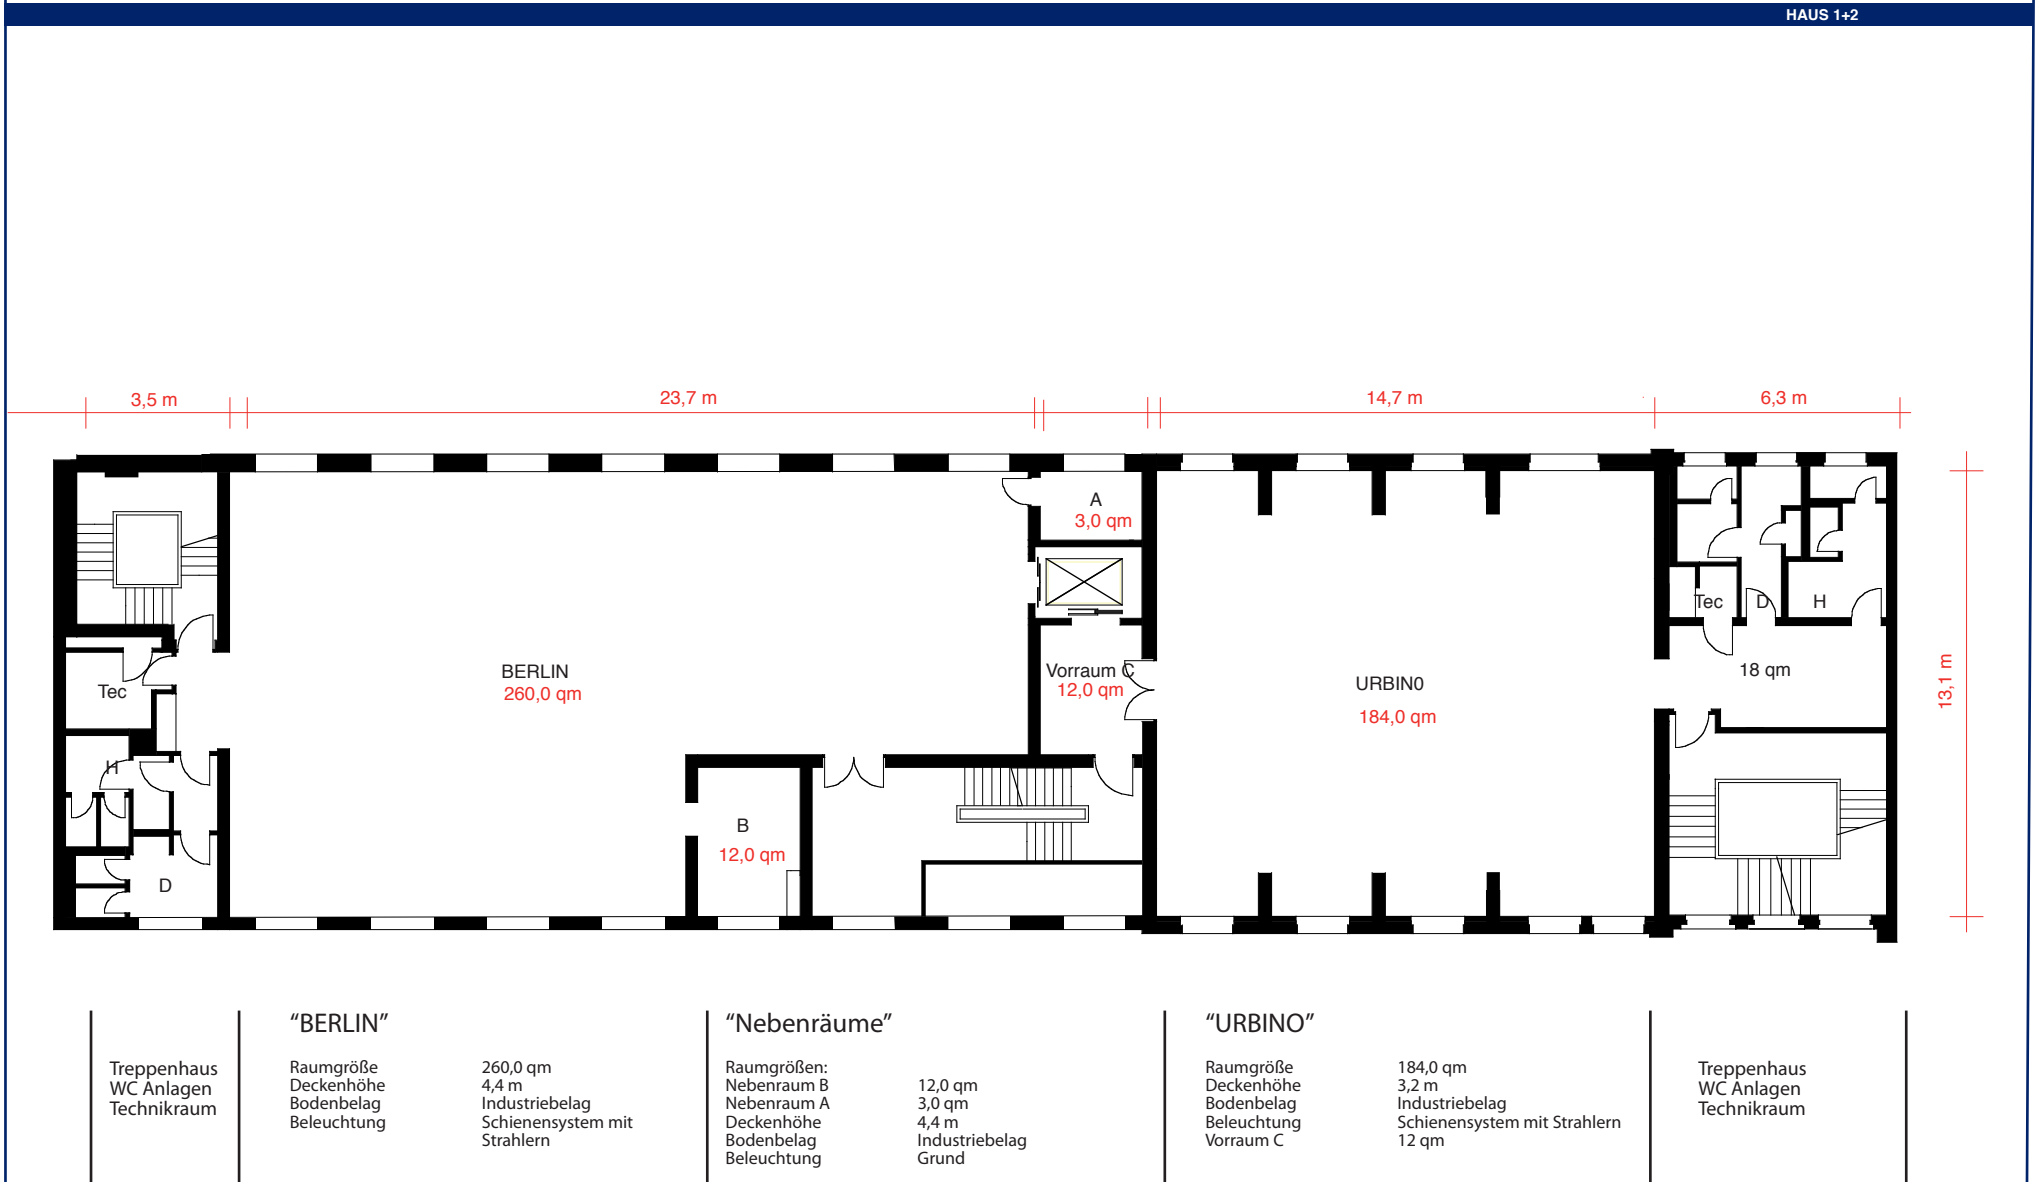 HAUS 1+2
3,5 m
23,7 m
14,7 m
6,3 m
A
3,0 qm
Tec
D
H
BERLIN
260,0 qm
Vorraum C
12,0 qm
URBIN0
184,0 qm
18 qm
13,1 m
Tec
H
B
12,0 qm
D
Treppenhaus
WC Anlagen
Technikraum
“BERLIN”
Raumgröße 260,0 qm
Deckenhöhe 4,4 m
Bodenbelag Industriebelag
Beleuchtung Schienensystem mit
Strahlern
“Nebenräume”
Raumgrößen:
Nebenraum B 12,0 qm
Nebenraum A 3,0 qm
Deckenhöhe 4,4 m
Bodenbelag Industriebelag
Beleuchtung Grund
“URBINO”
Raumgröße 184,0 qm
Deckenhöhe 3,2 m
Bodenbelag Industriebelag
Beleuchtung Schienensystem mit Strahlern
Vorraum C 12 qm
Treppenhaus
WC Anlagen
Technikraum